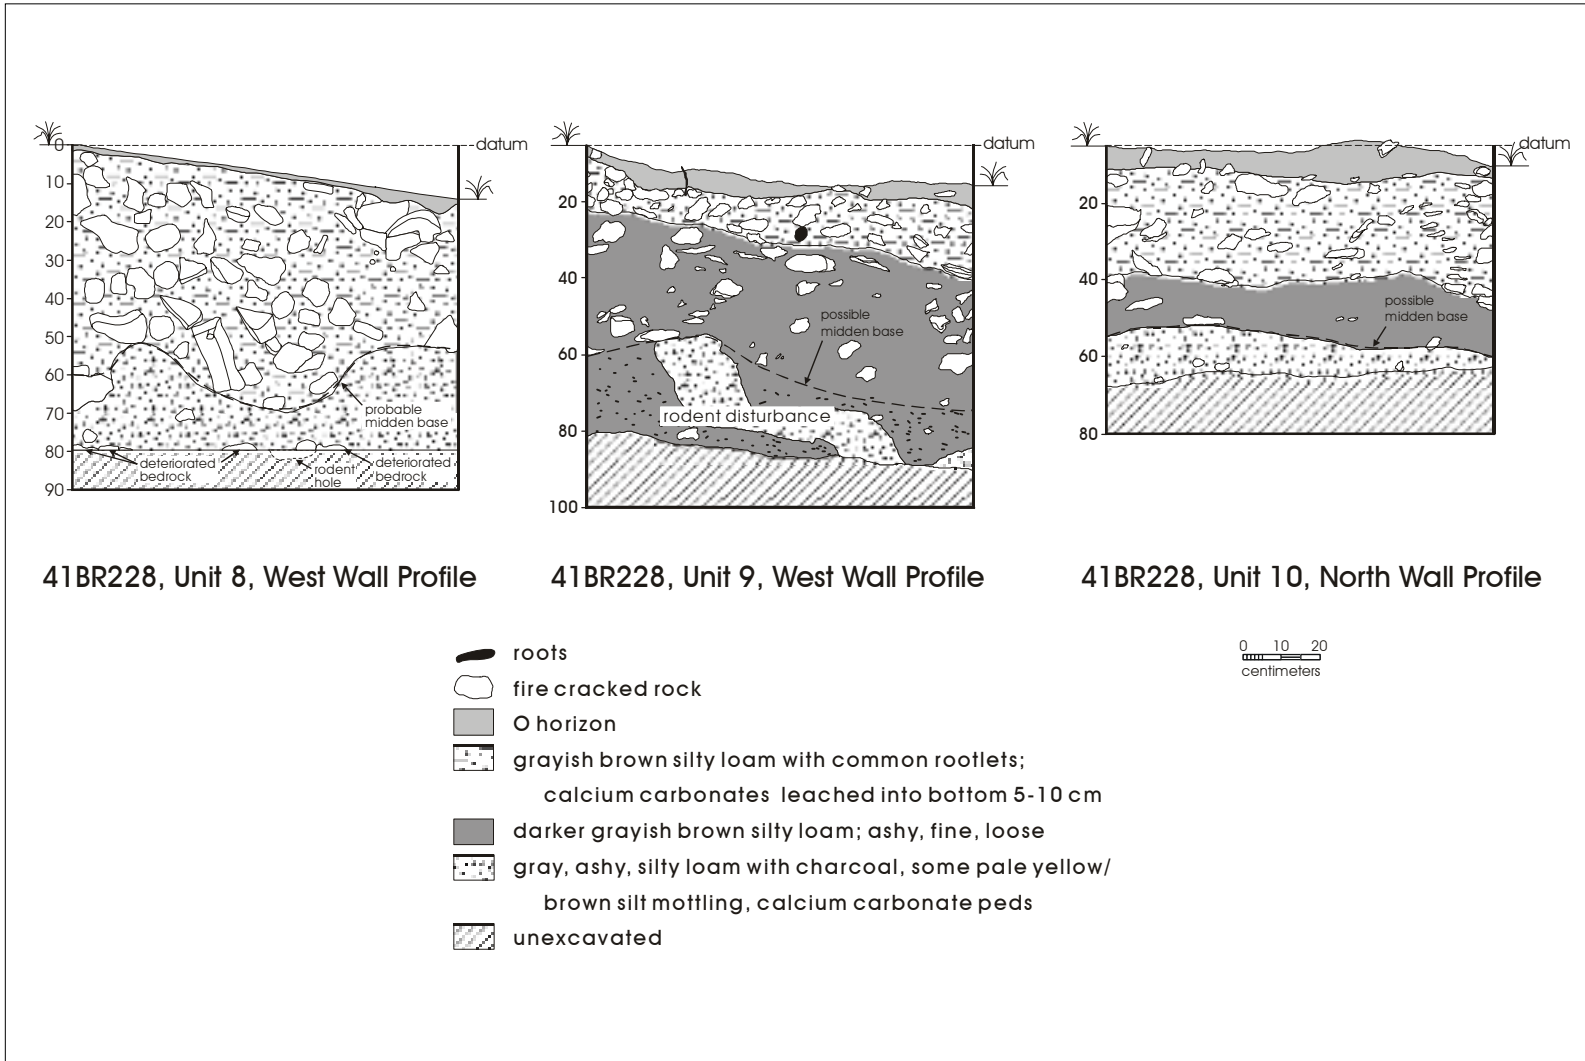 datum
0
10
20
30
40
50
60
70
80
90
probable
midden base
deteriorated
bedrock
rodent
hole
deteriorated
bedrock
datum
20
40
60
80
100
possible
midden base
rodent disturbance
datum
20
40
60
80
possible
midden base
41BR228, Unit 8, West Wall Profile
41BR228, Unit 9, West Wall Profile
41BR228, Unit 10, North Wall Profile
0 10 20
centimeters
roots
fire cracked rock
O horizon
grayish brown silty loam with common rootlets;
calcium carbonates leached into bottom 5-10 cm
darker grayish brown silty loam; ashy, fine, loose
gray, ashy, silty loam with charcoal, some pale yellow/
brown silt mottling, calcium carbonate peds
unexcavated